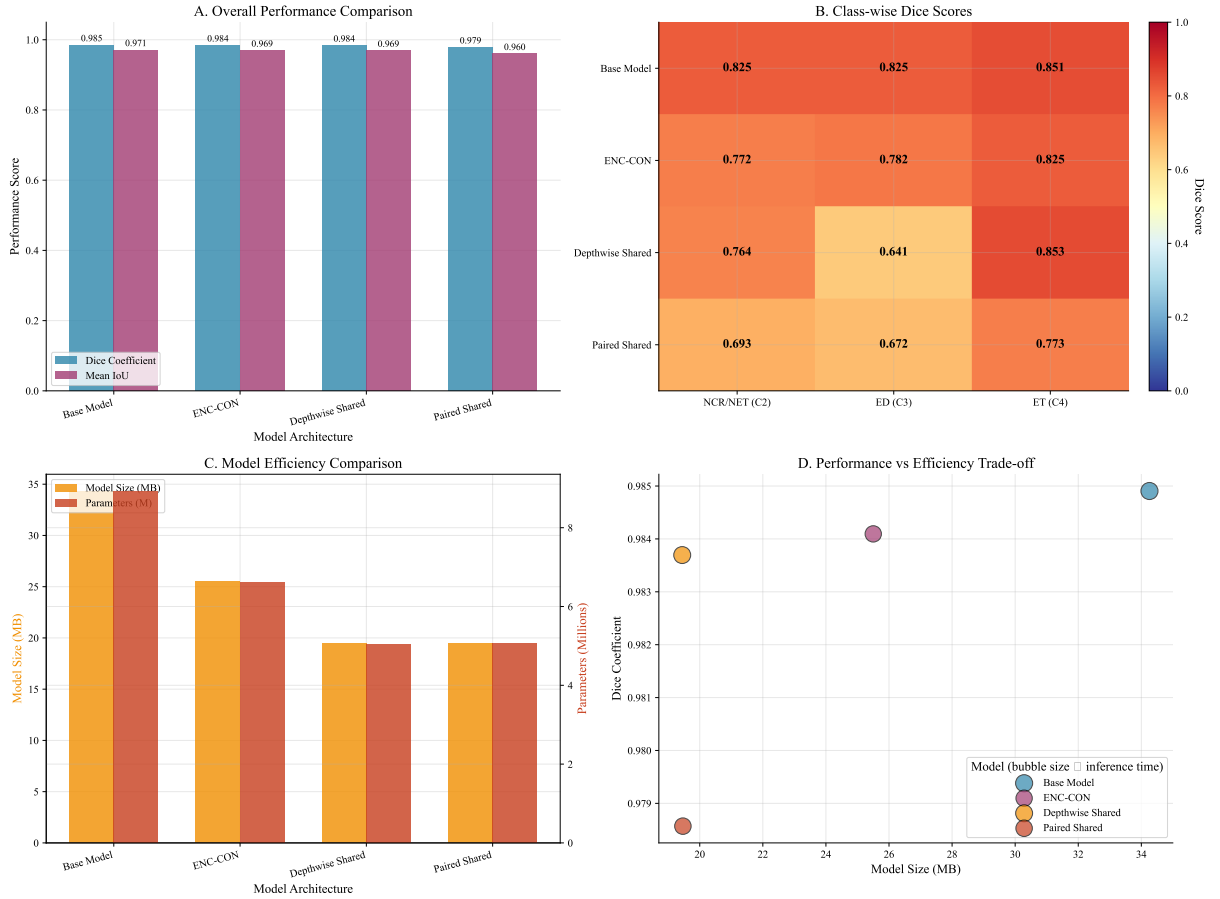 A. Overall Performance Comparison
1.0
0.8
0.6
0.4
0.2
0.0
Performance Score
0.985
0.971
0.984
0.969
0.984
0.969
0.979
0.960
Dice Coefficient
Mean IoU
Base Model
ENC-CON
Depthwise Shared
Paired Shared
Model Architecture
B. Class-wise Dice Scores
Base Model
0.825
0.825
0.851
ENC-CON
0.772
0.782
0.825
Depthwise Shared
0.764
0.641
0.853
Paired Shared
0.693
0.672
0.773
NCR/NET (C2)
ED (C3)
ET (C4)
1.0
0.8
0.6
0.4
0.2
0.0
Dice Score
C. Model Efficiency Comparison
35
30
25
20
15
10
5
0
Model Size (MB)
Model Size (MB)
Parameters (M)
8
6
4
2
0
Parameters (Millions)
Base Model
ENC-CON
Depthwise Shared
Paired Shared
Model Architecture
D. Performance vs Efficiency Trade-off
0.985
0.984
0.983
0.982
0.981
0.980
0.979
Dice Coefficient
Model (bubble size □ inference time)
Base Model
ENC-CON
Depthwise Shared
Paired Shared
20
22
24
26
28
30
32
34
Model Size (MB)